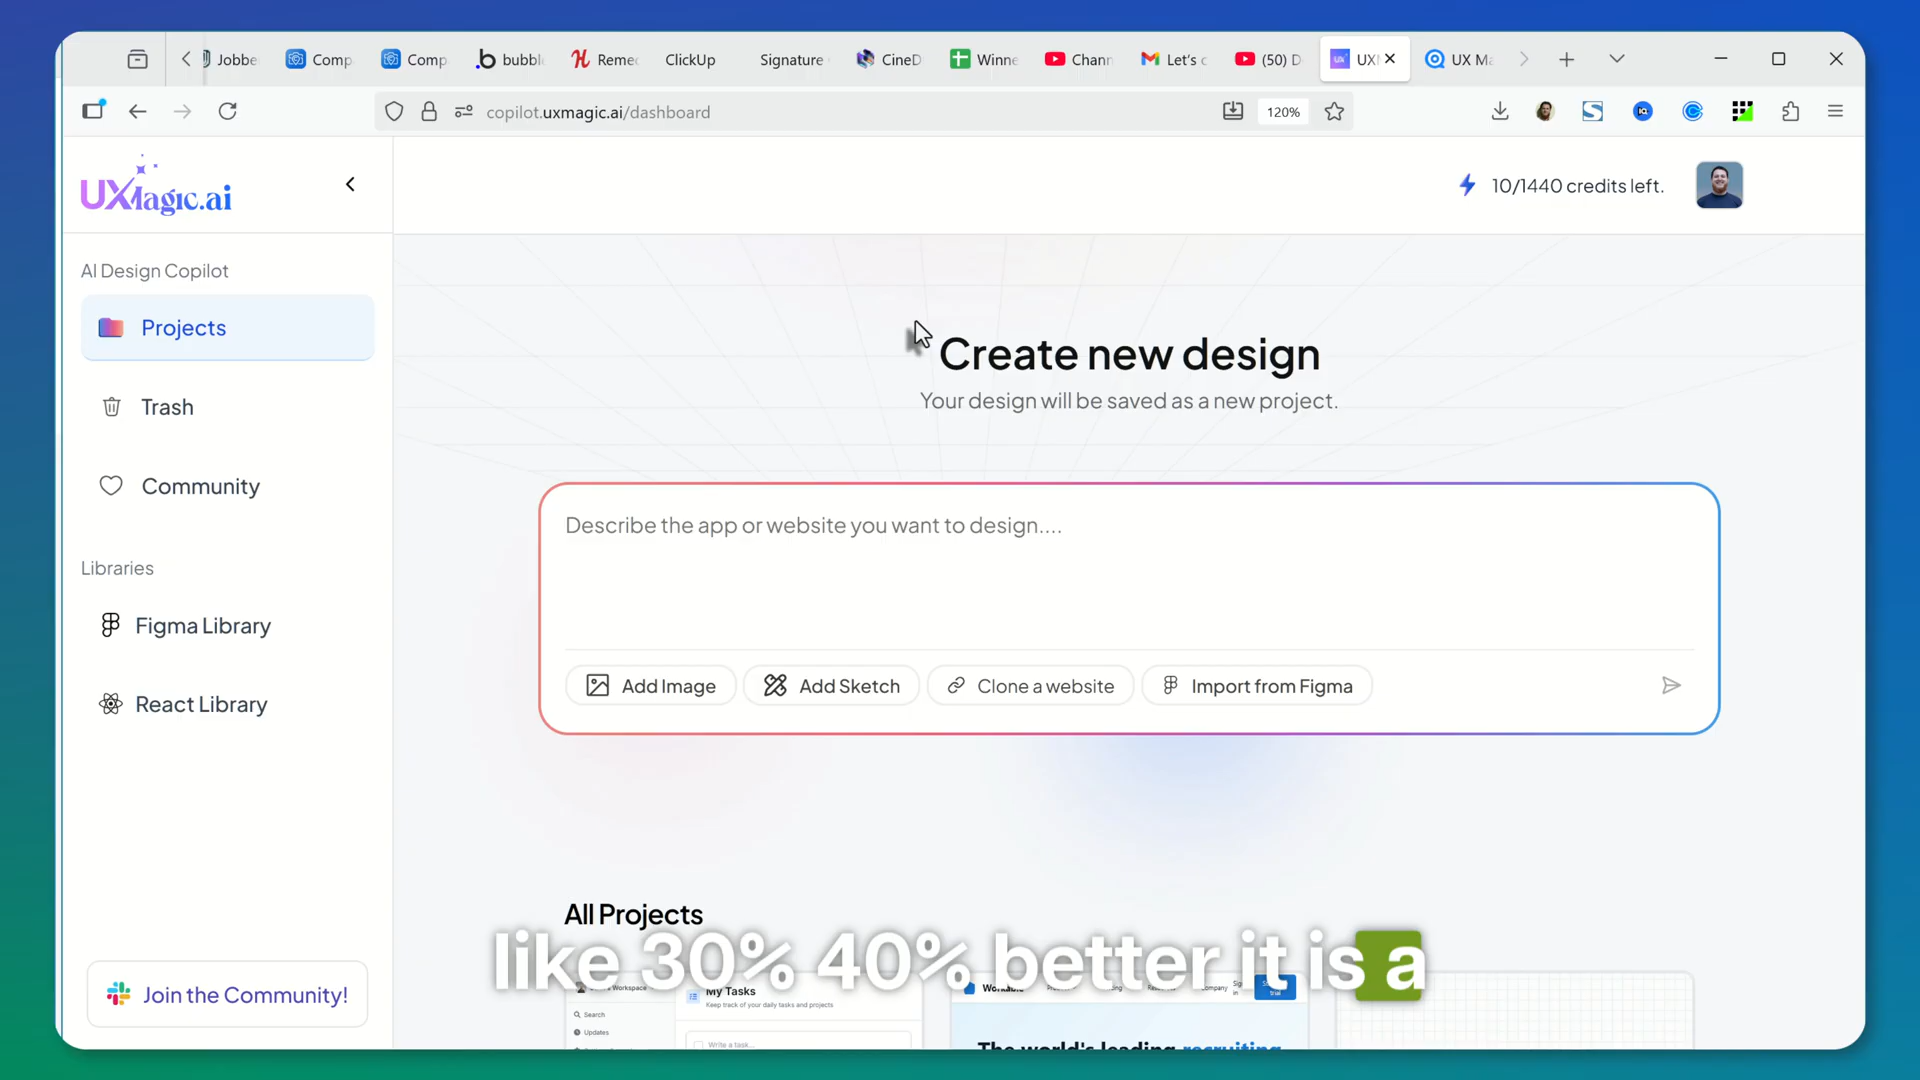 Jobbe
Comp
Comp
bubbl
Remec
ClickUp
Signature
CineD
Winne
Chann
Let's c
(50) D
UX
UX Ma
copilot.uxmagic.ai/dashboard
120%
UXMagic.ai
10/1440 credits left.
AI Design Copilot
Projects
Trash
Community
Libraries
Figma Library
React Library
Join the Community!
Create new design
Your design will be saved as a new project.
Describe the app or website you want to design....
Add Image
Add Sketch
Clone a website
Import from Figma
All Projects
like 30% 40% better it is a
My Tasks
Keep track of your daily tasks and projects
Search
Updates
Write a task...
The world's leading recruiting